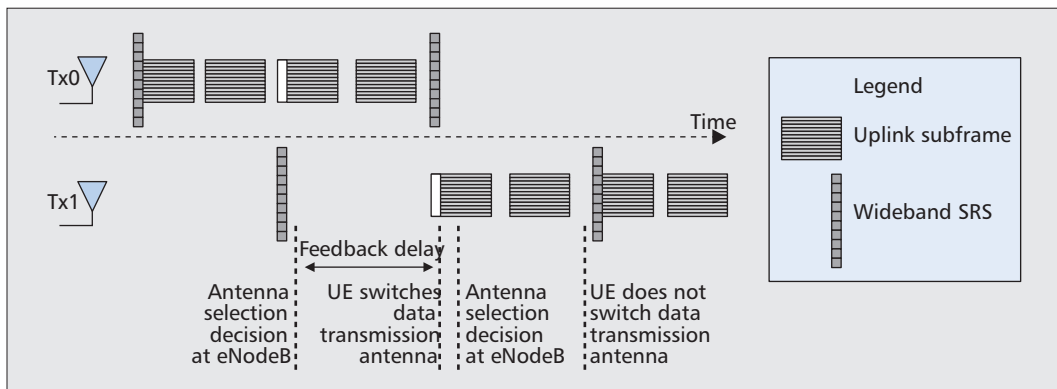 Tx0
Time
Tx1
Feedback delay
Antenna
selection
decision
at eNodeB
UE switches
data
transmission
antenna
Antenna
selection
decision
at eNodeB
UE does not
switch data
transmission
antenna
Legend
Uplink subframe
Wideband SRS